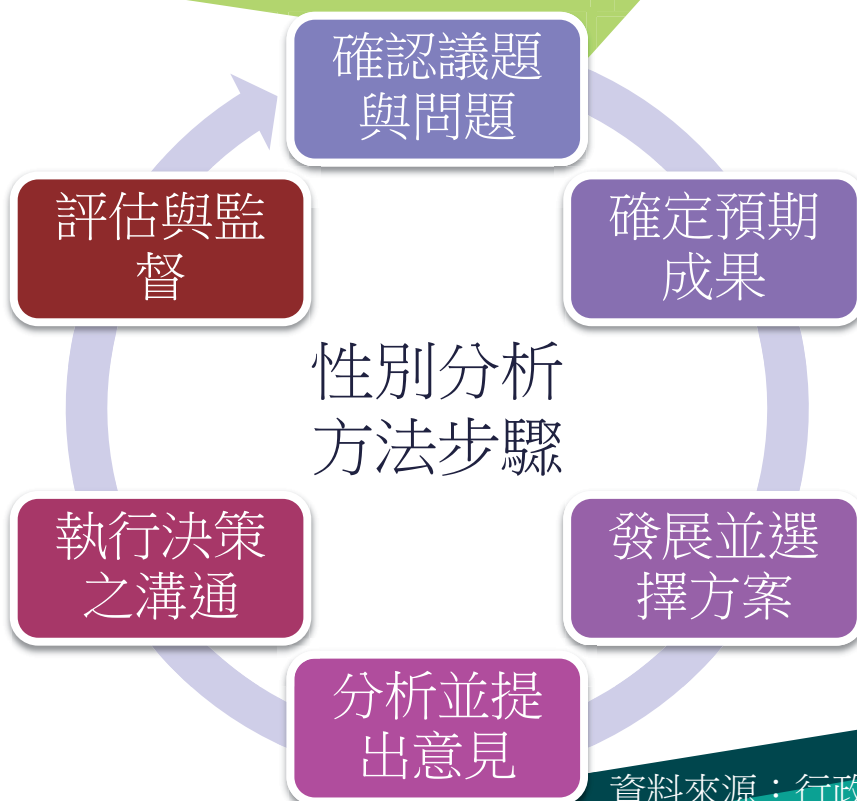 確認議題
與問題
確定預期
成果
發展並選
擇方案
分析並提
出意見
執行決策
之溝通
評估與監
督
性別分析
方法步驟
資料來源：行政